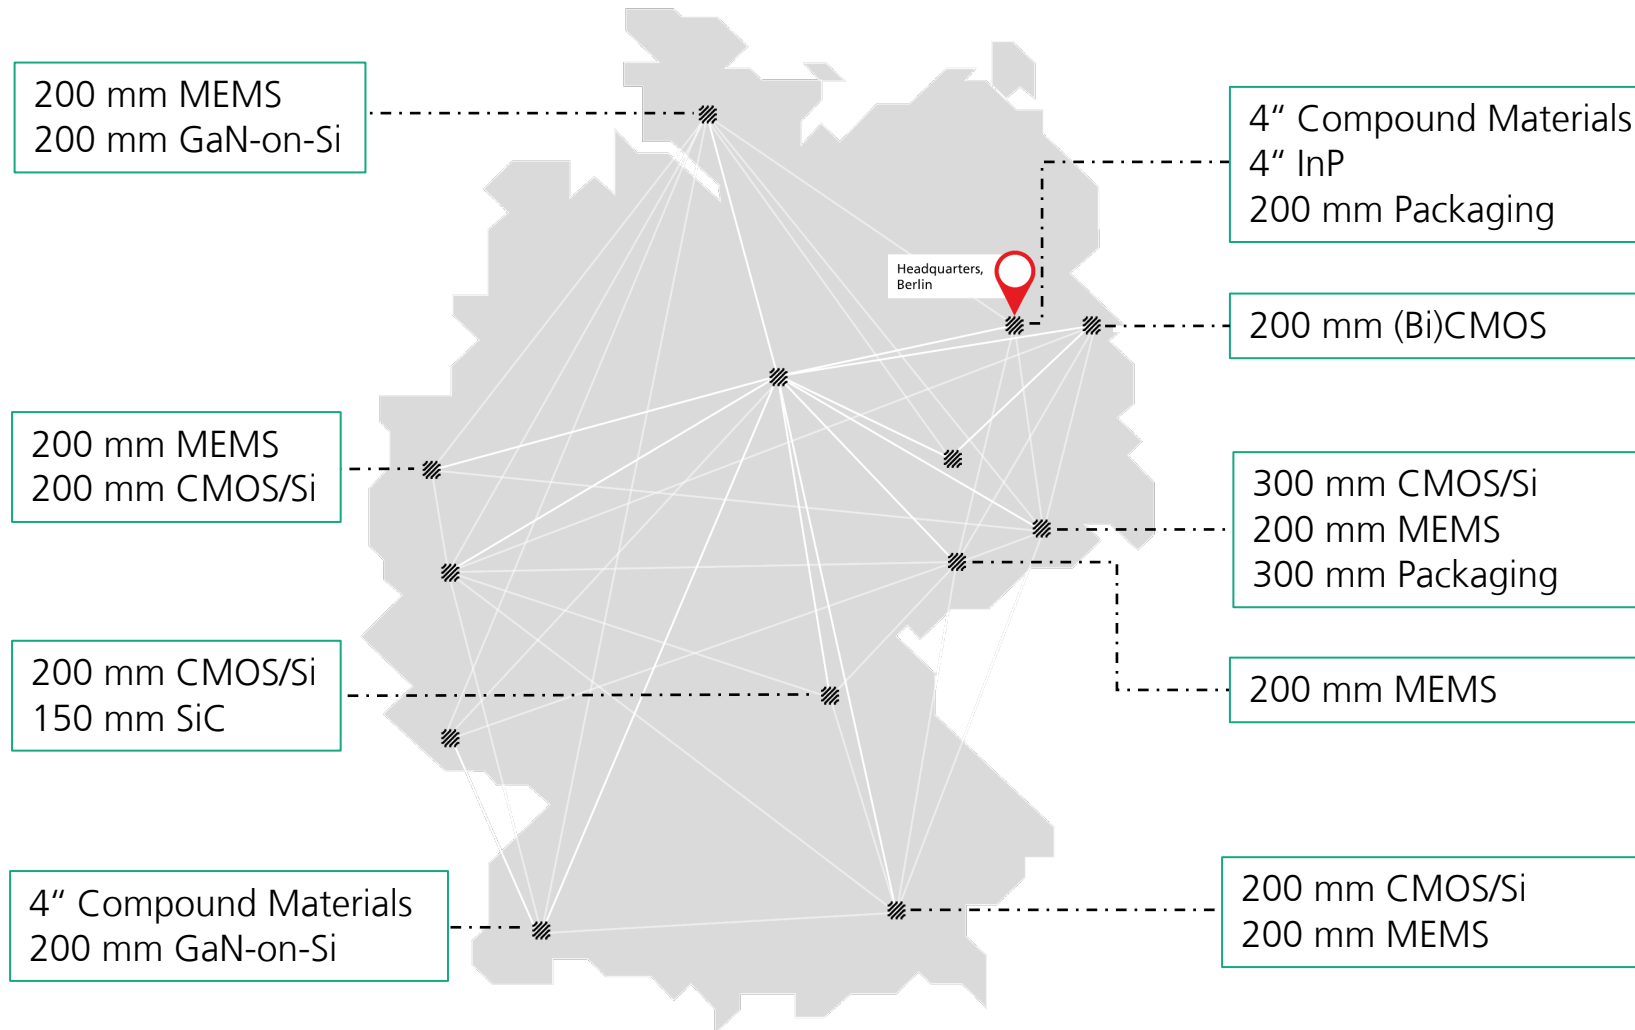 200 mm MEMS
200 mm GaN-on-Si
4“ Compound Materials
4“ InP
200 mm Packaging
Headquarters,
Berlin
200 mm (Bi)CMOS
200 mm MEMS
200 mm CMOS/Si
300 mm CMOS/Si
200 mm MEMS
300 mm Packaging
200 mm CMOS/Si
150 mm SiC
200 mm MEMS
4“ Compound Materials
200 mm GaN-on-Si
200 mm CMOS/Si
200 mm MEMS